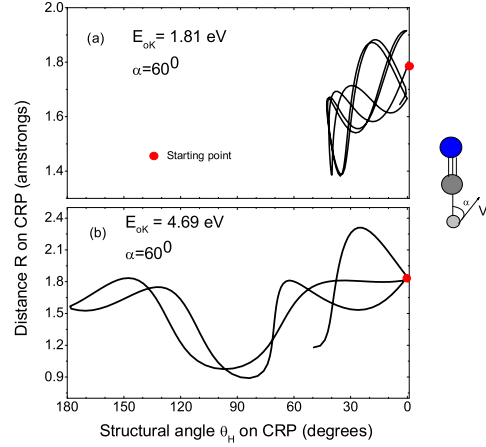 2.0
(a)
E_oK= 1.81 eV
α=60⁰
1.8
1.6
Starting point
1.4
2.4
(b)
E_oK = 4.69 eV
α=60⁰
2.1
1.8
1.5
1.2
0.9
180 150 120 90 60 30 0
Structural angle θ_H on CRP (degrees)
Distance R on CRP (amstrongs)
α
V